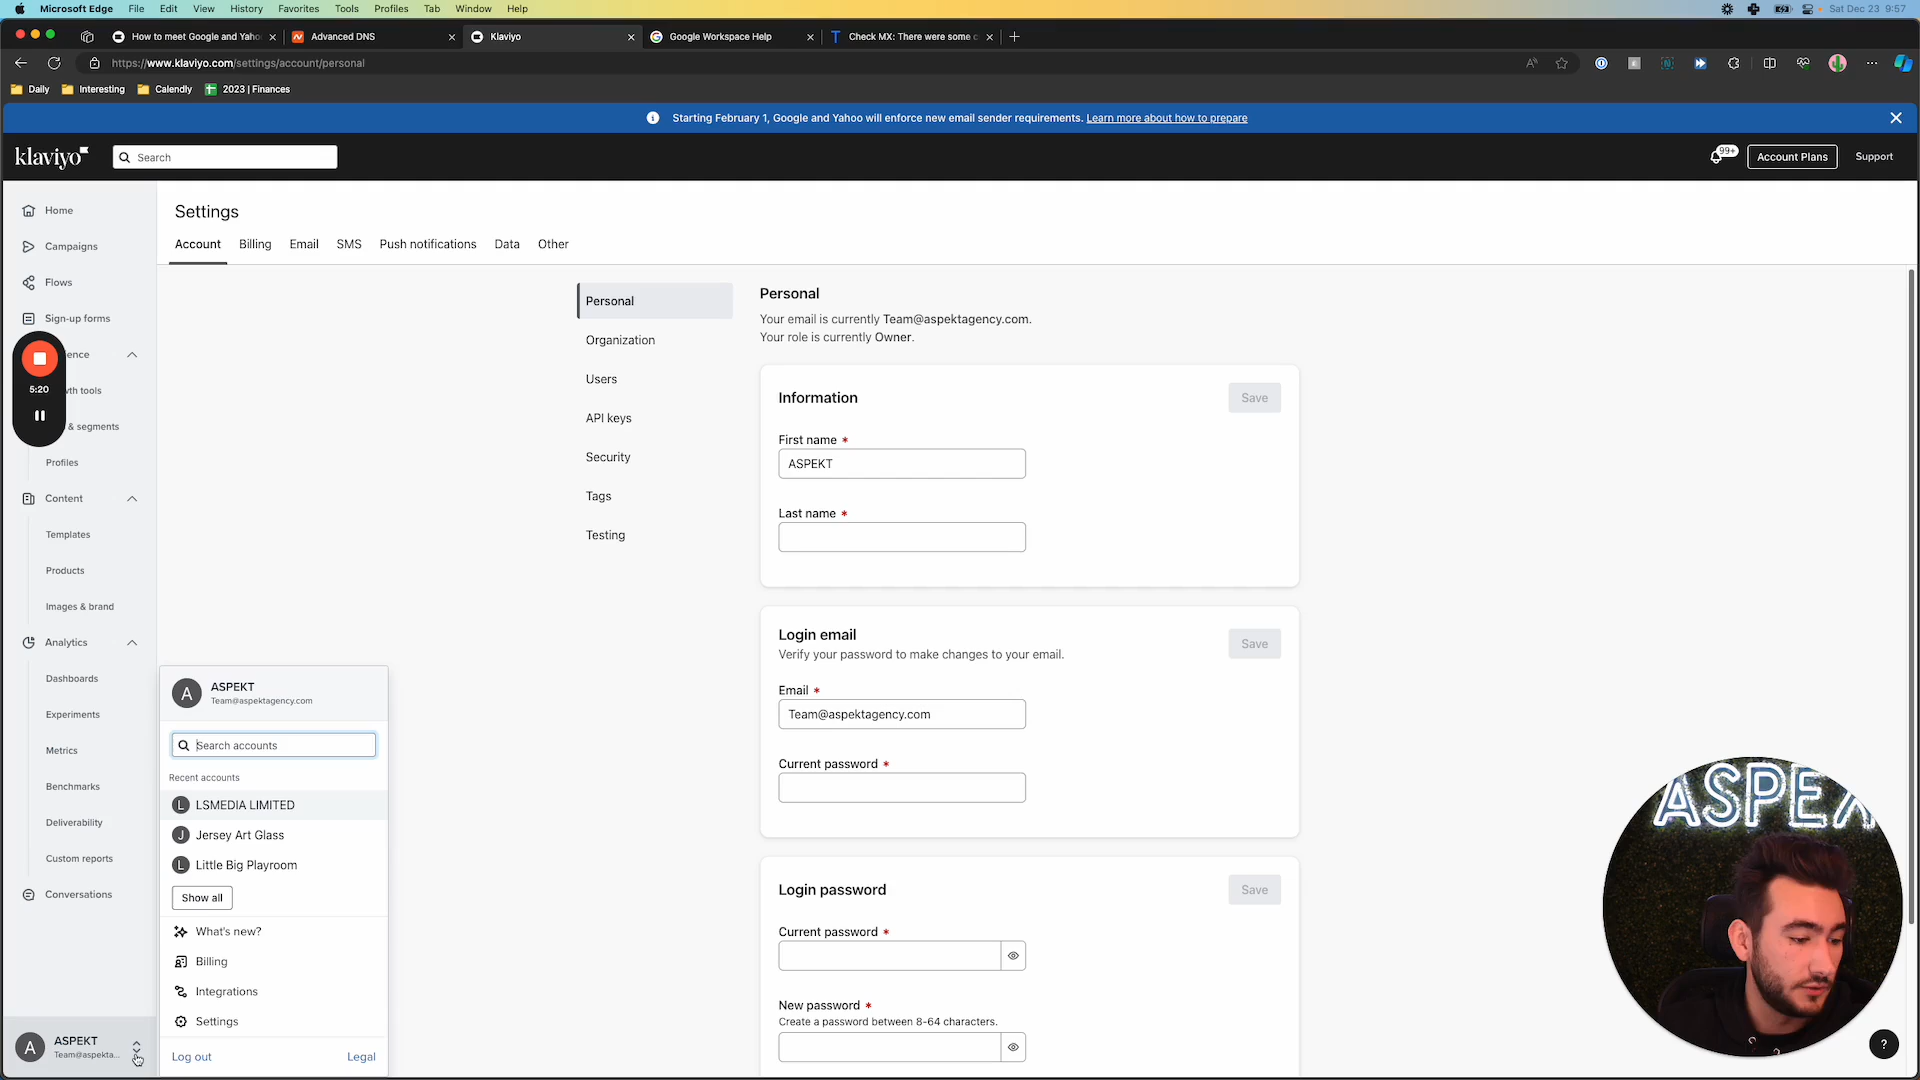 Microsoft Edge File Edit View History Favorites Tools Profiles Tab Window Help
Sat Dec 23 9:57
How to meet Google and Yaho
Advanced DNS
Klaviyo
Google Workspace Help
Check MX: There were some c
https://www.klaviyo.com/settings/account/personal
Daily
Interesting
Calendly
2023 | Finances
Starting February 1, Google and Yahoo will enforce new email sender requirements. Learn more about how to prepare
klaviyo
Search
99+
Account Plans
Support
Home
Campaigns
Flows
Sign-up forms
ence
5:20
th tools
& segments
Profiles
Content
Templates
Products
Images & brand
Analytics
Dashboards
Experiments
Metrics
Benchmarks
Deliverability
Custom reports
Conversations
A
ASPEKT
Team@aspekta...
Settings
Account Billing Email SMS Push notifications Data Other
Personal
Organization
Users
API keys
Security
Tags
Testing
Personal
Your email is currently Team@aspektagency.com.
Your role is currently Owner.
Information
Save
First name *
ASPEKT
Last name *
Login email
Save
Verify your password to make changes to your email.
Email *
Team@aspektagency.com
Current password *
Login password
Save
Current password *
New password *
Create a password between 8-64 characters.
A
ASPEKT
Team@aspektagency.com
Search accounts
Recent accounts
L LSMEDIA LIMITED
J Jersey Art Glass
L Little Big Playroom
Show all
What's new?
Billing
Integrations
Settings
Log out
Legal
ASPEK
?